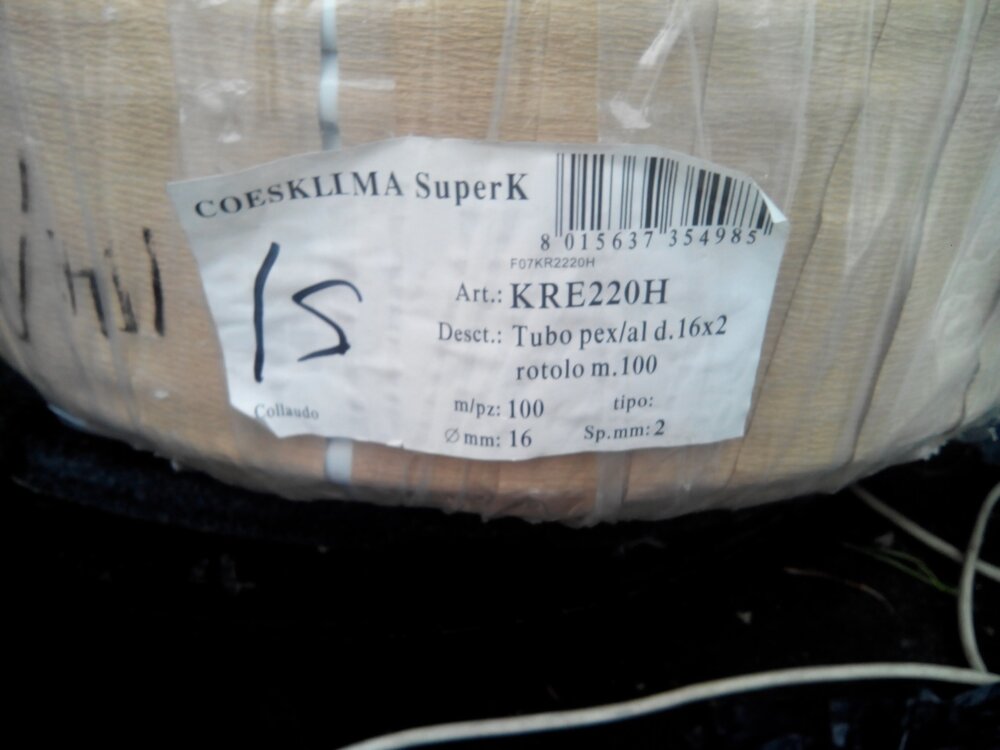 COESKLIMA SuperK
8 015637 354985
F07KR2220H
Art.: KRE220H
Desct.: Tubo pex/al d.16x2
rotolo m.100
m/pz: 100 tipo:
Ømm: 16 Sp.mm: 2
15
Collaudo